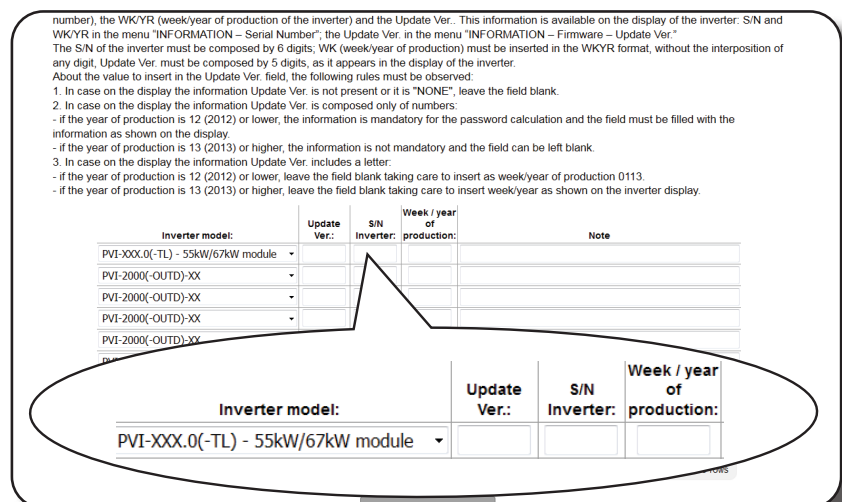 number), the WK/YR (week/year of production of the inverter) and the Update Ver.. This information is available on the display of the inverter: S/N and
WK/YR in the menu "INFORMATION – Serial Number"; the Update Ver. in the menu "INFORMATION – Firmware – Update Ver."
The S/N of the inverter must be composed by 6 digits; WK (week/year of production) must be inserted in the WKYR format, without the interposition of
any digit, Update Ver. must be composed by 5 digits, as it appears in the display of the inverter.
About the value to insert in the Update Ver. field, the following rules must be observed:
1. In case on the display the information Update Ver. is not present or it is "NONE", leave the field blank.
2. In case on the display the information Update Ver. is composed only of numbers:
- if the year of production is 12 (2012) or lower, the information is mandatory for the password calculation and the field must be filled with the
information as shown on the display.
- if the year of production is 13 (2013) or higher, the information is not mandatory and the field can be left blank.
3. In case on the display the information Update Ver. includes a letter:
- if the year of production is 12 (2012) or lower, leave the field blank taking care to insert as week/year of production 0113.
- if the year of production is 13 (2013) or higher, leave the field blank taking care to insert week/year as shown on the inverter display.
Inverter model: Update Ver.: S/N Inverter: Week / year of production: Note
PVI-XXX.0(-TL) - 55kW/67kW module
PVI-2000(-OUTD)-XX
PVI-2000(-OUTD)-XX
PVI-2000(-OUTD)-XX
PVI-2000(-OUTD)-XX
Inverter model: Update Ver.: S/N Inverter: Week / year of production:
PVI-XXX.0(-TL) - 55kW/67kW module